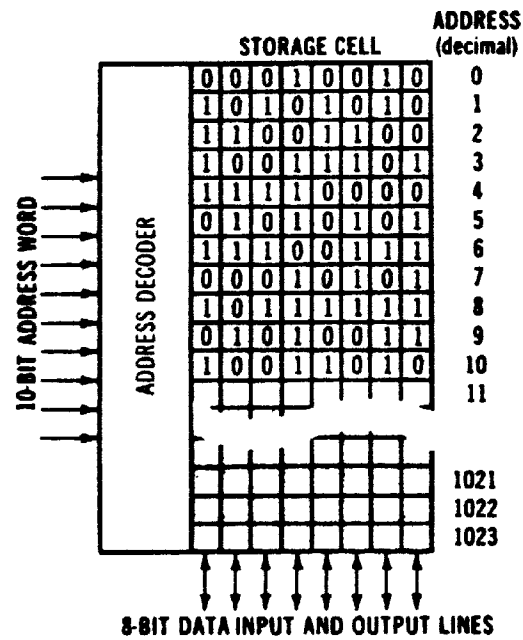 ADDRESS
STORAGE CELL (decimal)
0 0 0 1 0 0 1 0 0
1 0 1 0 1 0 1 0 1
1 1 0 0 1 1 0 0 2
1 0 0 1 1 1 0 1 3
1 1 1 1 0 0 0 0 4
0 1 0 1 0 1 0 1 5
1 1 1 0 0 1 1 1 6
0 0 0 1 0 1 0 1 7
1 0 1 1 1 1 1 1 8
0 1 0 1 0 0 1 1 9
1 0 0 1 1 0 1 0 10
11
1021
1022
1023
10-BIT ADDRESS WORD
ADDRESS DECODER
8-BIT DATA INPUT AND OUTPUT LINES